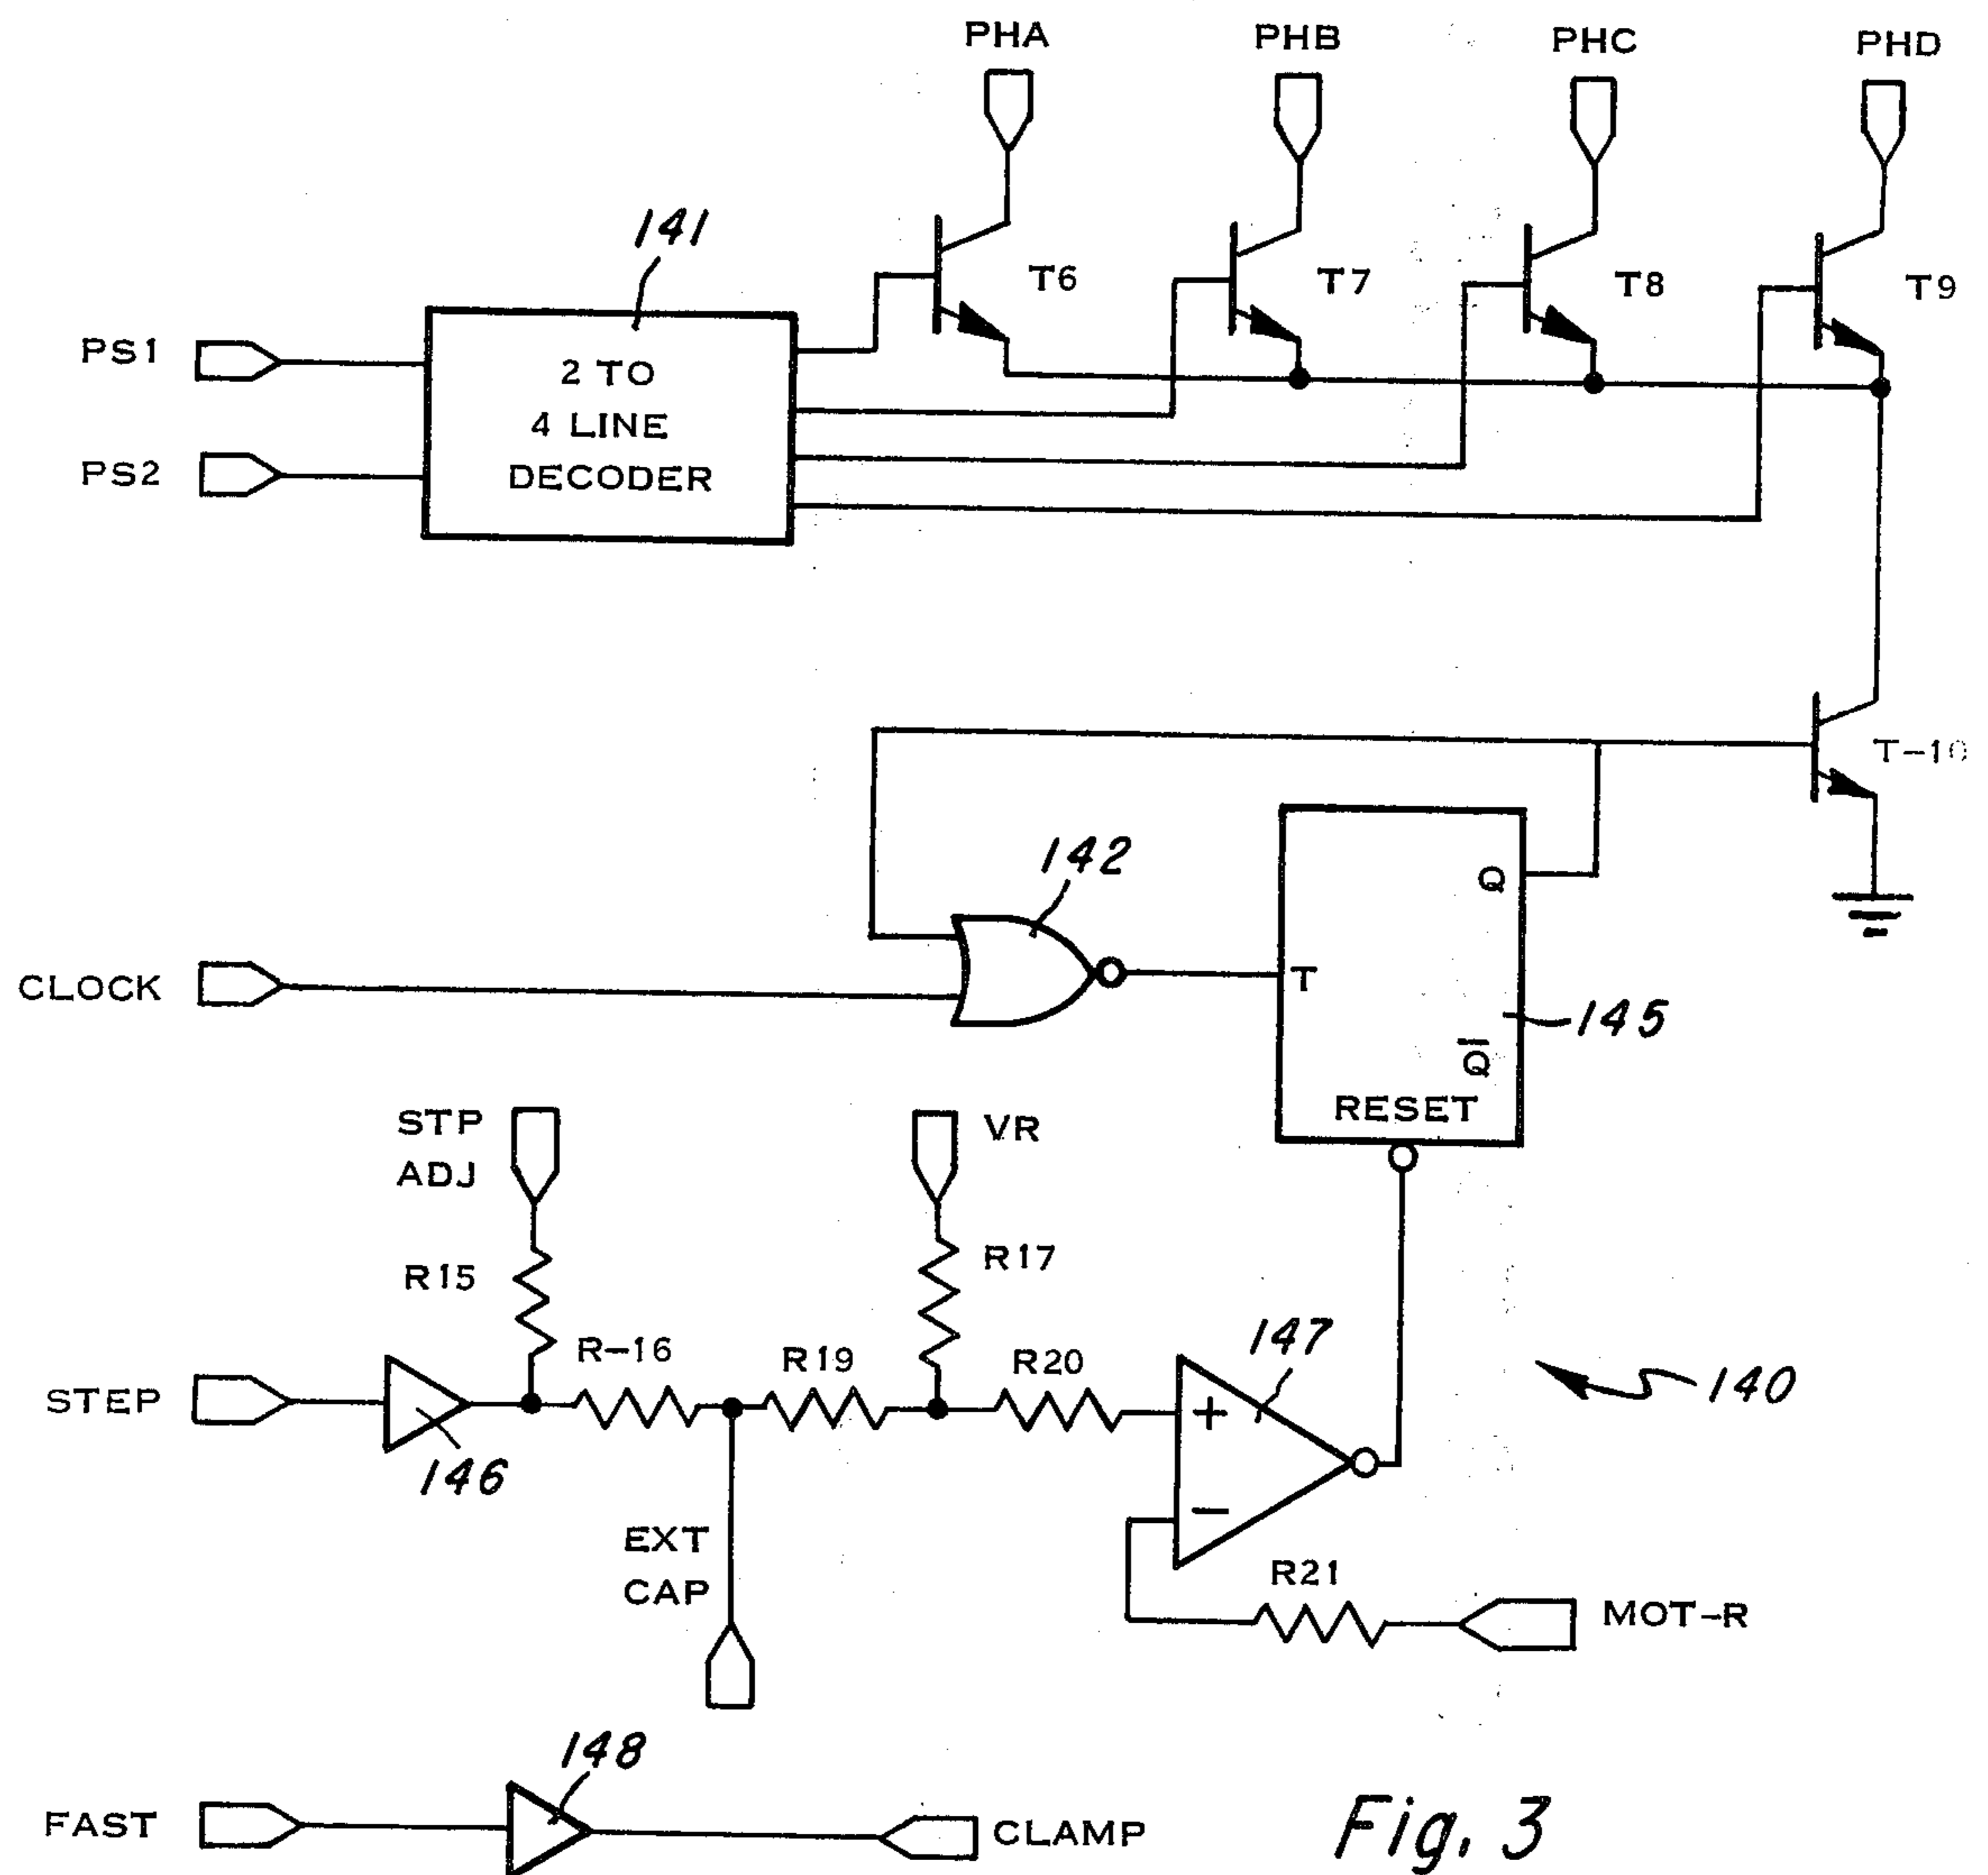 PHA
PHB
PHC
PHD
141
T6
T7
T8
T9
PS1
2 TO
4 LINE
DECODER
PS2
T-10
142
Q
CLOCK
T
145
Q̅
RESET
STP
ADJ
VR
R15
R17
R-16
R19
R20
147
140
STEP
+
146
−
EXT
CAP
R21
MOT-R
148
FAST
CLAMP
Fig. 3